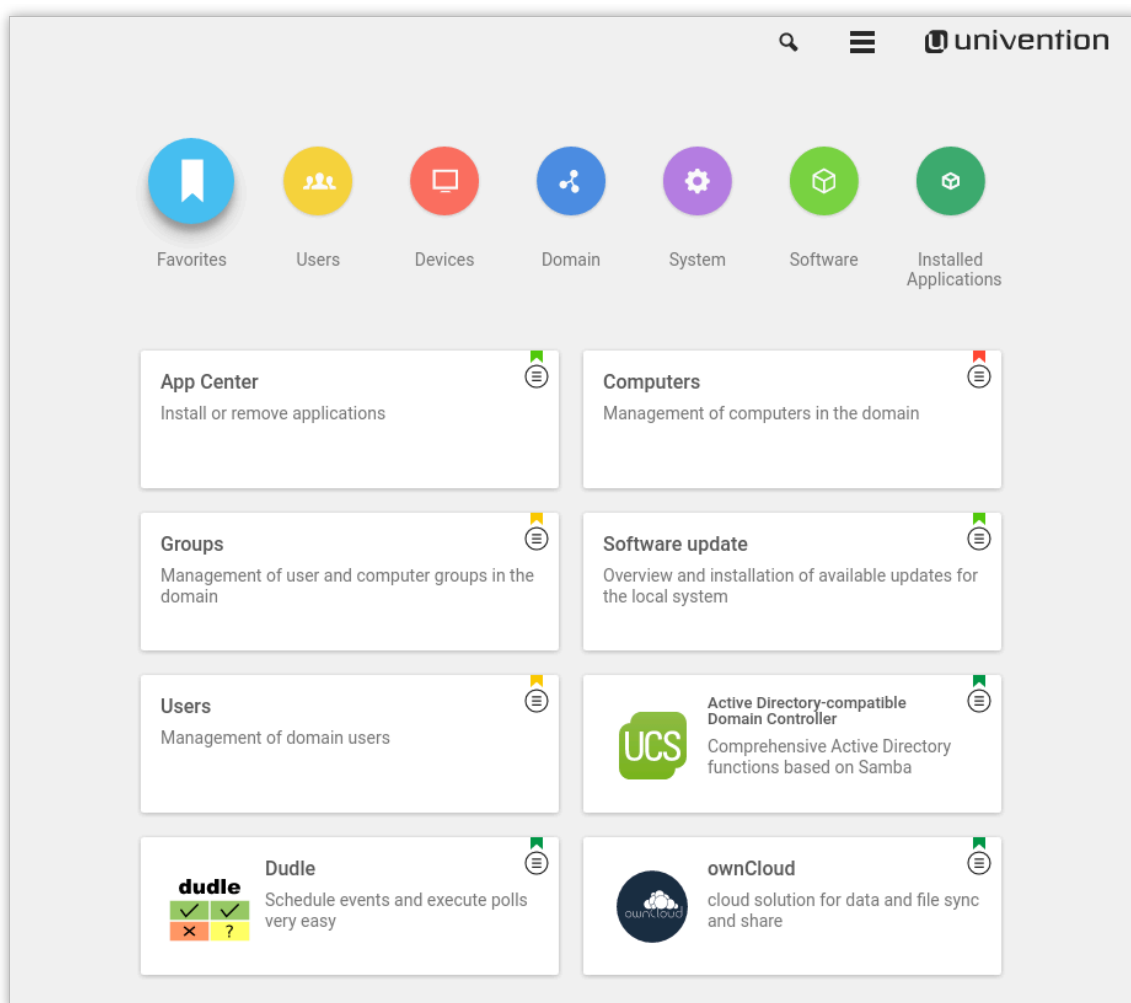 univention
Favorites
Users
Devices
Domain
System
Software
Installed
Applications
App Center
Install or remove applications
Computers
Management of computers in the domain
Groups
Management of user and computer groups in the
domain
Software update
Overview and installation of available updates for
the local system
Users
Management of domain users
UCS
Active Directory-compatible
Domain Controller
Comprehensive Active Directory
functions based on Samba
dudle
?
Dudle
Schedule events and execute polls
very easy
ownCloud
ownCloud
cloud solution for data and file sync
and share